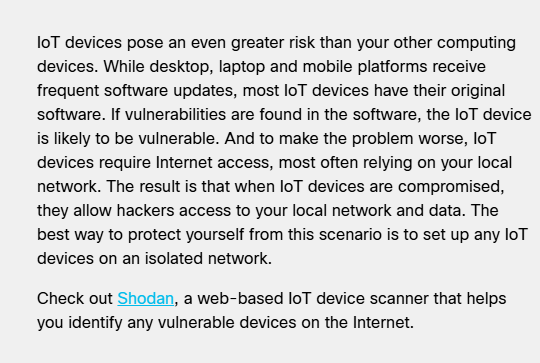 IoT devices pose an even greater risk than your other computing
devices. While desktop, laptop and mobile platforms receive
frequent software updates, most IoT devices have their original
software. If vulnerabilities are found in the software, the IoT device
is likely to be vulnerable. And to make the problem worse, IoT
devices require Internet access, most often relying on your local
network. The result is that when IoT devices are compromised,
they allow hackers access to your local network and data. The
best way to protect yourself from this scenario is to set up any IoT
devices on an isolated network.
Check out Shodan, a web-based IoT device scanner that helps
you identify any vulnerable devices on the Internet.